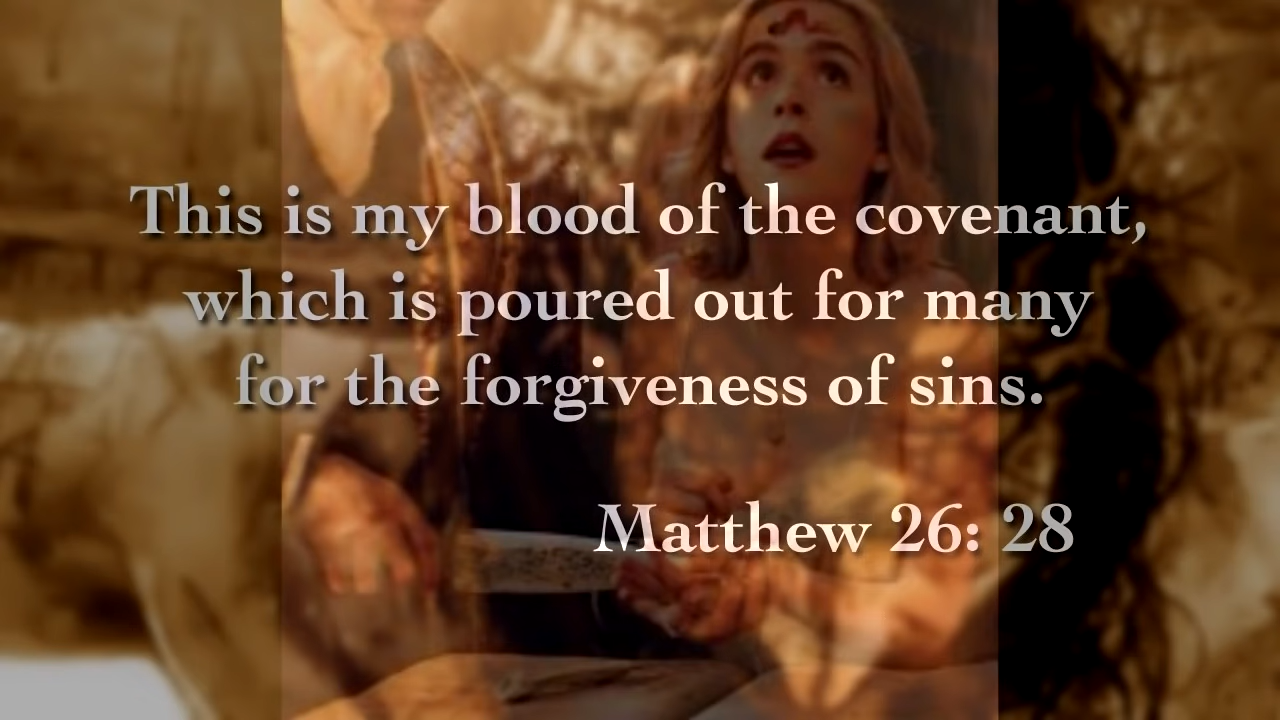 This is my blood of the covenant,
which is poured out for many
for the forgiveness of sins.
Matthew 26: 28